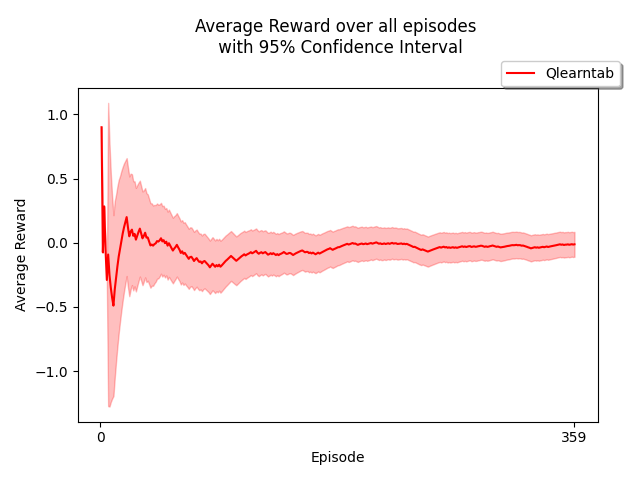 Average Reward over all episodes
with 95% Confidence Interval
Qlearntab
1.0
0.5
0.0
−0.5
−1.0
Average Reward
0
359
Episode